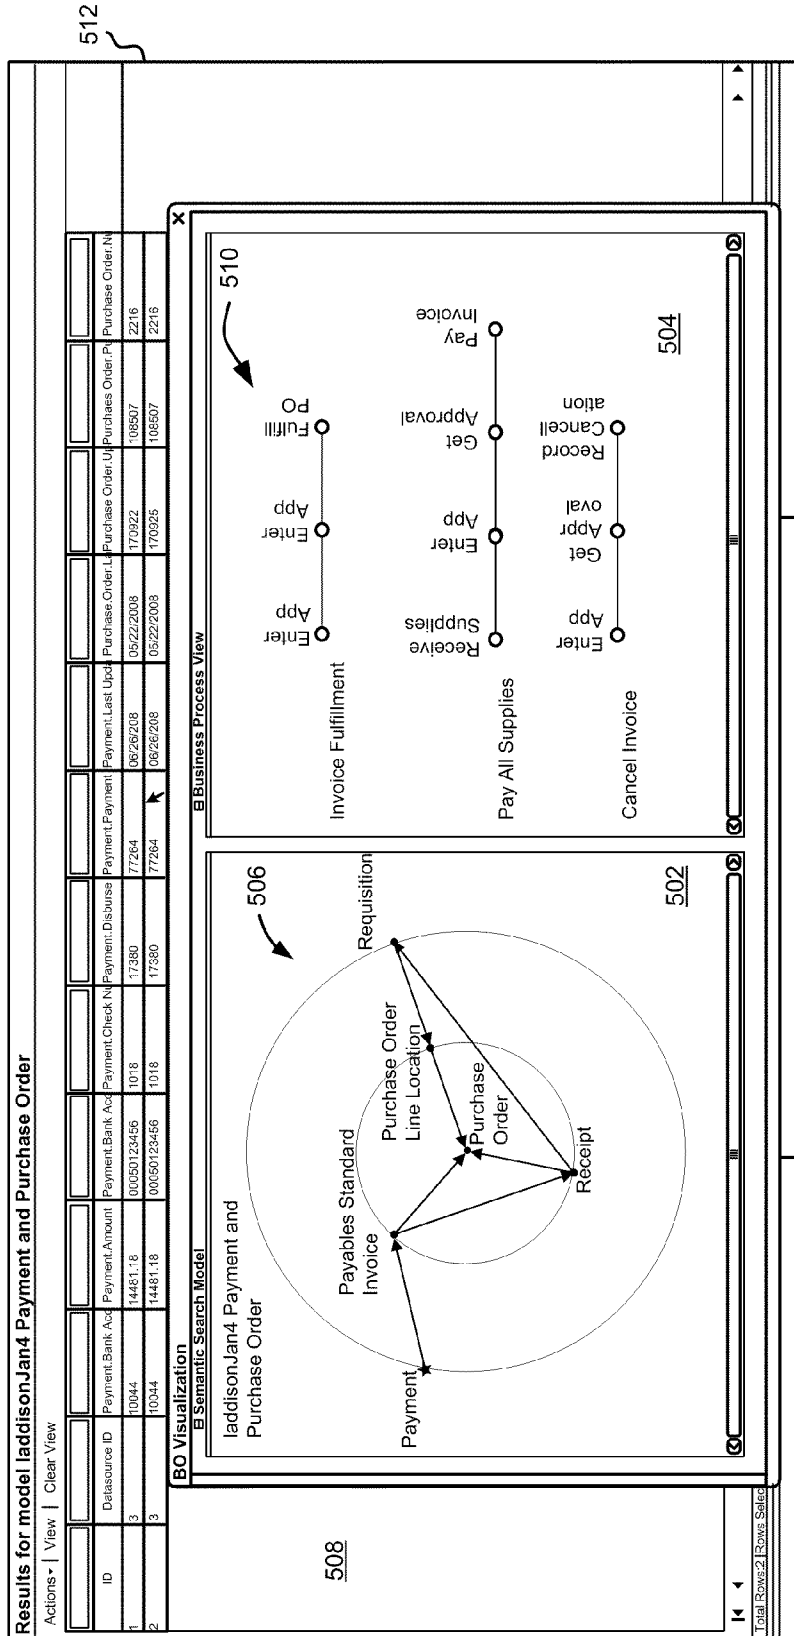 512
Results for model laddisonJan4 Payment and Purchase Order
Actions | View | Clear View
ID Datasource ID Payment.Bank Acc Payment.Amount Payment.Bank Acc Payment.Check Nu Payment.Disburse Payment.Payment Payment.Last Upda Purchase.Order.La Purchase Order.Up Purchaes Order.Pu Purchase Order.Nu
1 3 10044 14481.18 00050123456 1018 17380 77264 06/26/208 05/22/2008 170922 108507 2216
2 3 10044 14481.18 00050123456 1018 17380 77264 06/26/208 05/22/2008 170925 108507 2216
BO Visualization
Semantic Search Model
laddisonJan4 Payment and
Purchase Order
506
Payment
Payables Standard
Invoice
Purchase Order
Line Location
Requisition
Purchase
Order
Receipt
502
Business Process View
510
Invoice Fulfillment
Enter
App
Enter
App
Fulfill
PO
Pay All Supplies
Receive
Supplies
Enter
App
Get
Approval
Pay
Invoice
Cancel Invoice
Enter
App
Get
Appr
oval
Record
Cancell
ation
504
508
Total Rows:2 Rows Selec